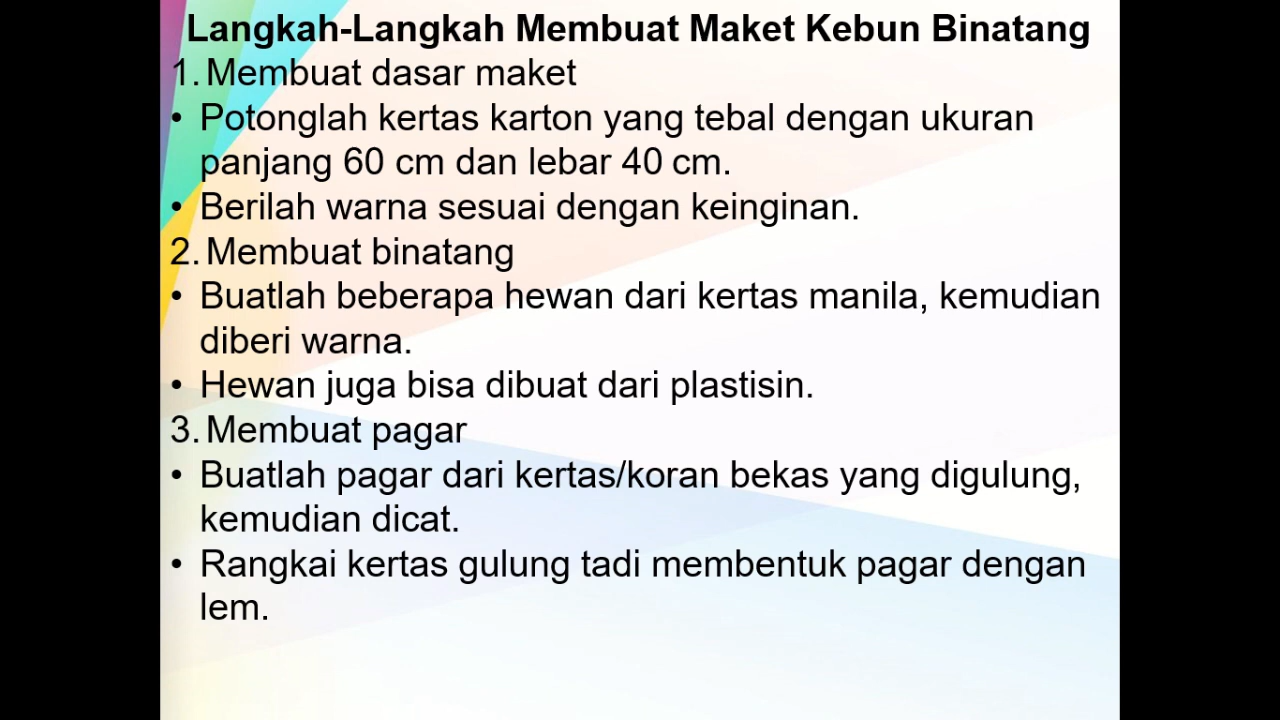 Langkah-Langkah Membuat Maket Kebun Binatang
1. Membuat dasar maket
• Potonglah kertas karton yang tebal dengan ukuran
panjang 60 cm dan lebar 40 cm.
• Berilah warna sesuai dengan keinginan.
2. Membuat binatang
• Buatlah beberapa hewan dari kertas manila, kemudian
diberi warna.
• Hewan juga bisa dibuat dari plastisin.
3. Membuat pagar
• Buatlah pagar dari kertas/koran bekas yang digulung,
kemudian dicat.
• Rangkai kertas gulung tadi membentuk pagar dengan
lem.